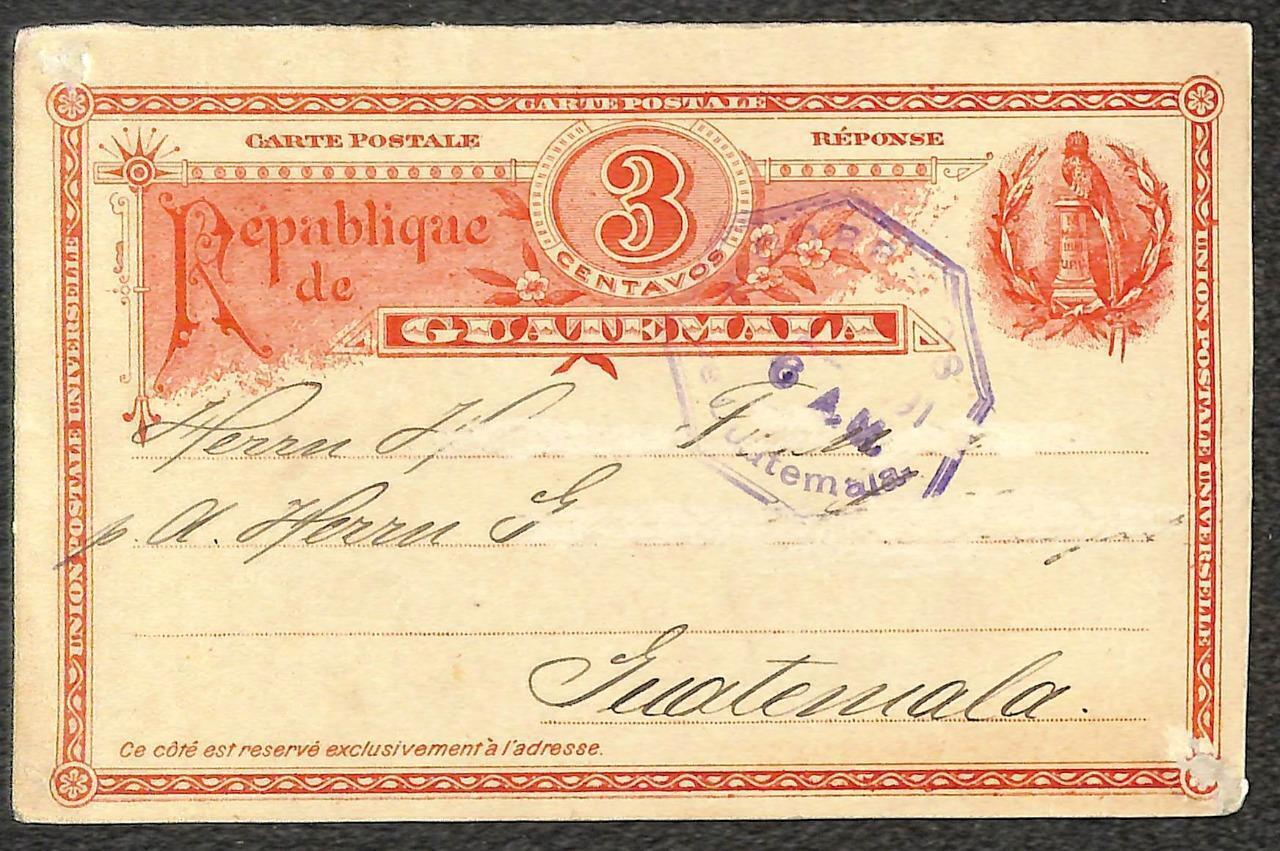 CARTE POSTALE
CARTE POSTALE
RÉPONSE
3
CENTAVOS
République
de
GUATEMALA
UNION POSTALE UNIVERSELLE
UNION POSTALE UNIVERSELLE
6 A.M.
Guatemala
Herrn
p. A. Herrn G
Guatemala.
Ce côté est reservé exclusivement à l'adresse.